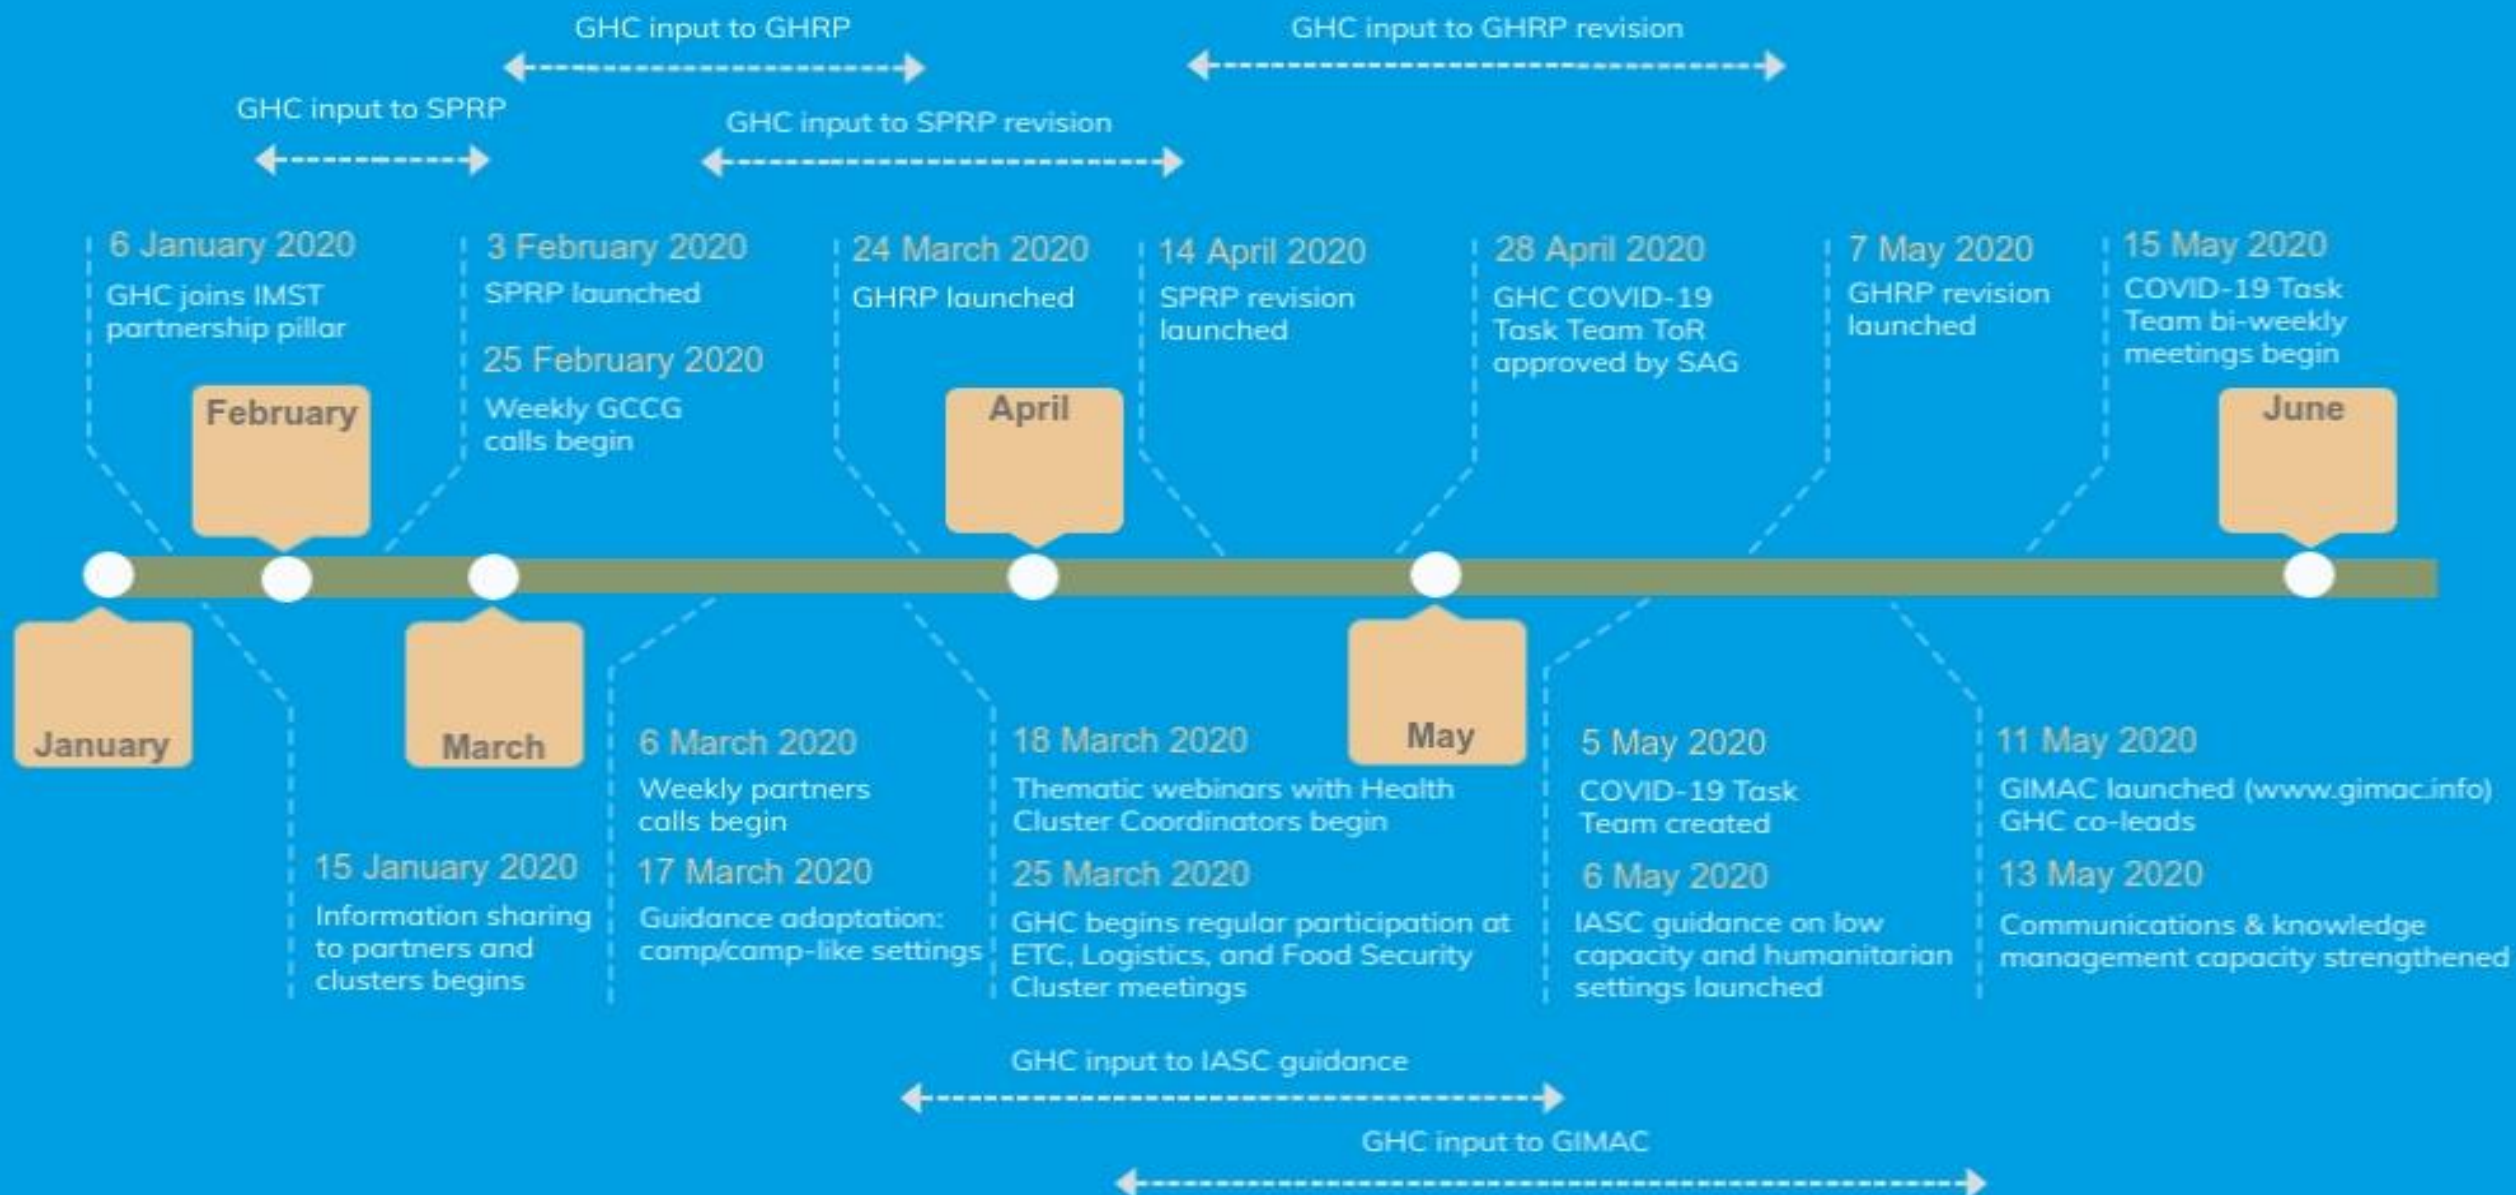 GHC input to GHRP
GHC input to GHRP revision
GHC input to SPRP
GHC input to SPRP revision
6 January 2020
GHC joins IMST
partnership pillar
3 February 2020
SPRP launched
25 February 2020
Weekly GCCG
calls begin
24 March 2020
GHRP launched
14 April 2020
SPRP revision
launched
28 April 2020
GHC COVID-19
Task Team ToR
approved by SAG
7 May 2020
GHRP revision
launched
15 May 2020
COVID-19 Task
Team bi-weekly
meetings begin
February
April
June
January
March
May
15 January 2020
Information sharing
to partners and
clusters begins
6 March 2020
Weekly partners
calls begin
17 March 2020
Guidance adaptation:
camp/camp-like settings
18 March 2020
Thematic webinars with Health
Cluster Coordinators begin
25 March 2020
GHC begins regular participation at
ETC, Logistics, and Food Security
Cluster meetings
5 May 2020
COVID-19 Task
Team created
6 May 2020
IASC guidance on low
capacity and humanitarian
settings launched
11 May 2020
GIMAC launched (www.gimac.info)
GHC co-leads
13 May 2020
Communications & knowledge
management capacity strengthened
GHC input to IASC guidance
GHC input to GIMAC